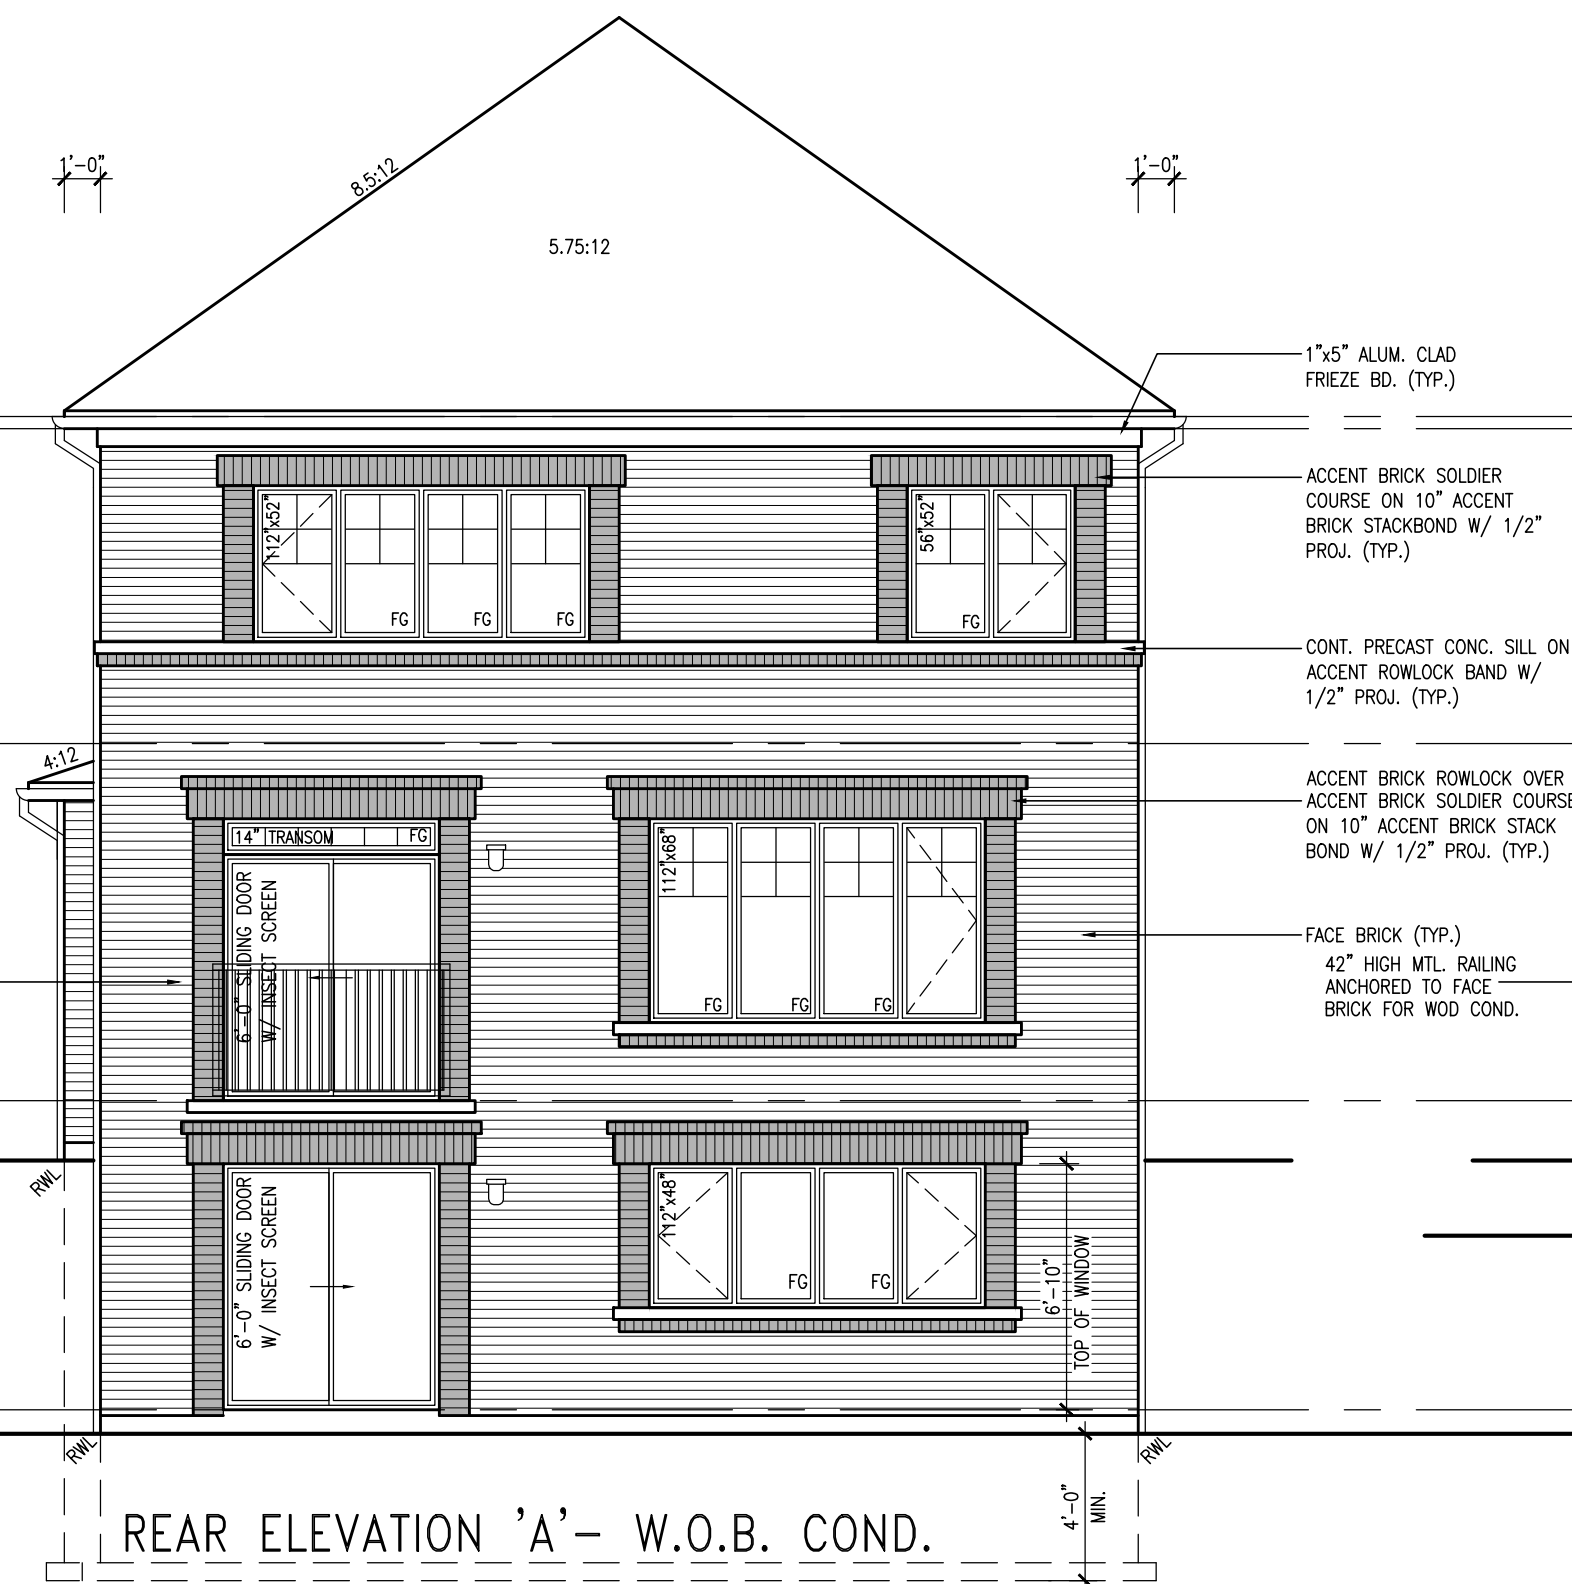 1'-0"
1'-0"
8.5:12
5.75:12
1"x5" ALUM. CLAD
FRIEZE BD. (TYP.)
ACCENT BRICK SOLDIER
COURSE ON 10" ACCENT
BRICK STACKBOND W/ 1/2"
PROJ. (TYP.)
112"x52"
FG
FG
FG
56"x52"
FG
CONT. PRECAST CONC. SILL ON
ACCENT ROWLOCK BAND W/
1/2" PROJ. (TYP.)
4:12
ACCENT BRICK ROWLOCK OVER
ACCENT BRICK SOLDIER COURSE
ON 10" ACCENT BRICK STACK
BOND W/ 1/2" PROJ. (TYP.)
14" TRANSOM FG
6'-0" SLIDING DOOR
W/ INSECT SCREEN
112"x68"
FG
FG
FG
FACE BRICK (TYP.)
42" HIGH MTL. RAILING
ANCHORED TO FACE
BRICK FOR WOD COND.
RWL
6'-0" SLIDING DOOR
W/ INSECT SCREEN
112"x48"
FG
FG
6'-10"
TOP OF WINDOW
RWL
RWL
4'-0"
MIN.
REAR ELEVATION 'A'- W.O.B. COND.